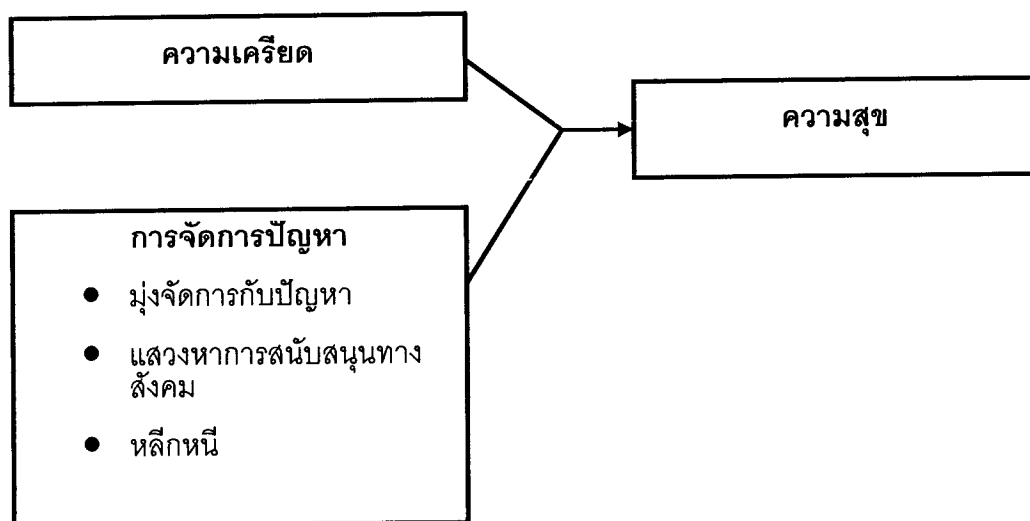 ความเครียด
ความสุข
การจัดการปัญหา
● มุ่งจัดการกับปัญหา
● แสวงหาการสนับสนุนทาง
สังคม
● หลีกหนี